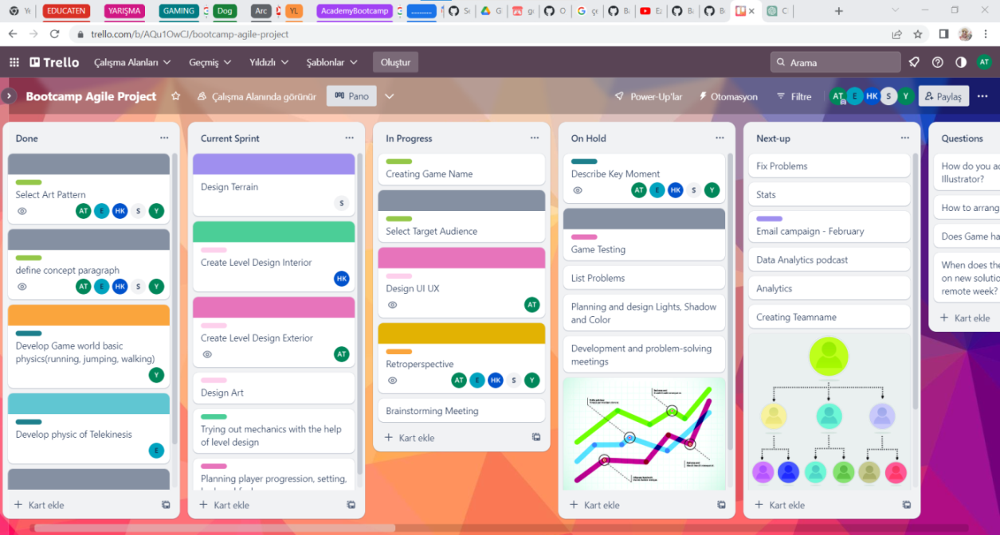 EDUCATEN
YARIŞMA
GAMING
Dog
Arc
YL
AcademyBootcamp
trello.com/b/AQu1OwCJ/bootcamp-agile-project
Trello
Çalışma Alanları
Geçmiş
Yıldızlı
Şablonlar
Oluştur
Arama
AT
Bootcamp Agile Project
Çalışma Alanında görünür
Pano
Power-Up'lar
Otomasyon
Filtre
AT E HK S Y
Paylaş
Done
Select Art Pattern
AT E HK S Y
define concept paragraph
AT E HK S Y
Develop Game world basic
physics(running, jumping, walking)
Y
Develop physic of Telekinesis
E
+ Kart ekle
Current Sprint
Design Terrain
S
Create Level Design Interior
HK
Create Level Design Exterior
AT
Design Art
Trying out mechanics with the help
of level design
Planning player progression, setting,
+ Kart ekle
In Progress
Creating Game Name
Select Target Audience
Design UI UX
AT
Retroperspective
AT E HK S Y
Brainstorming Meeting
+ Kart ekle
On Hold
Describe Key Moment
AT E HK S Y
Game Testing
List Problems
Planning and design Lights, Shadow
and Color
Development and problem-solving
meetings
+ Kart ekle
Next-up
Fix Problems
Stats
Email campaign - February
Data Analytics podcast
Analytics
Creating Teamname
+ Kart ekle
Questions
How do you
Illustrator?
How to
Does Game
When does
on new
remote week?
+ Kart ekle